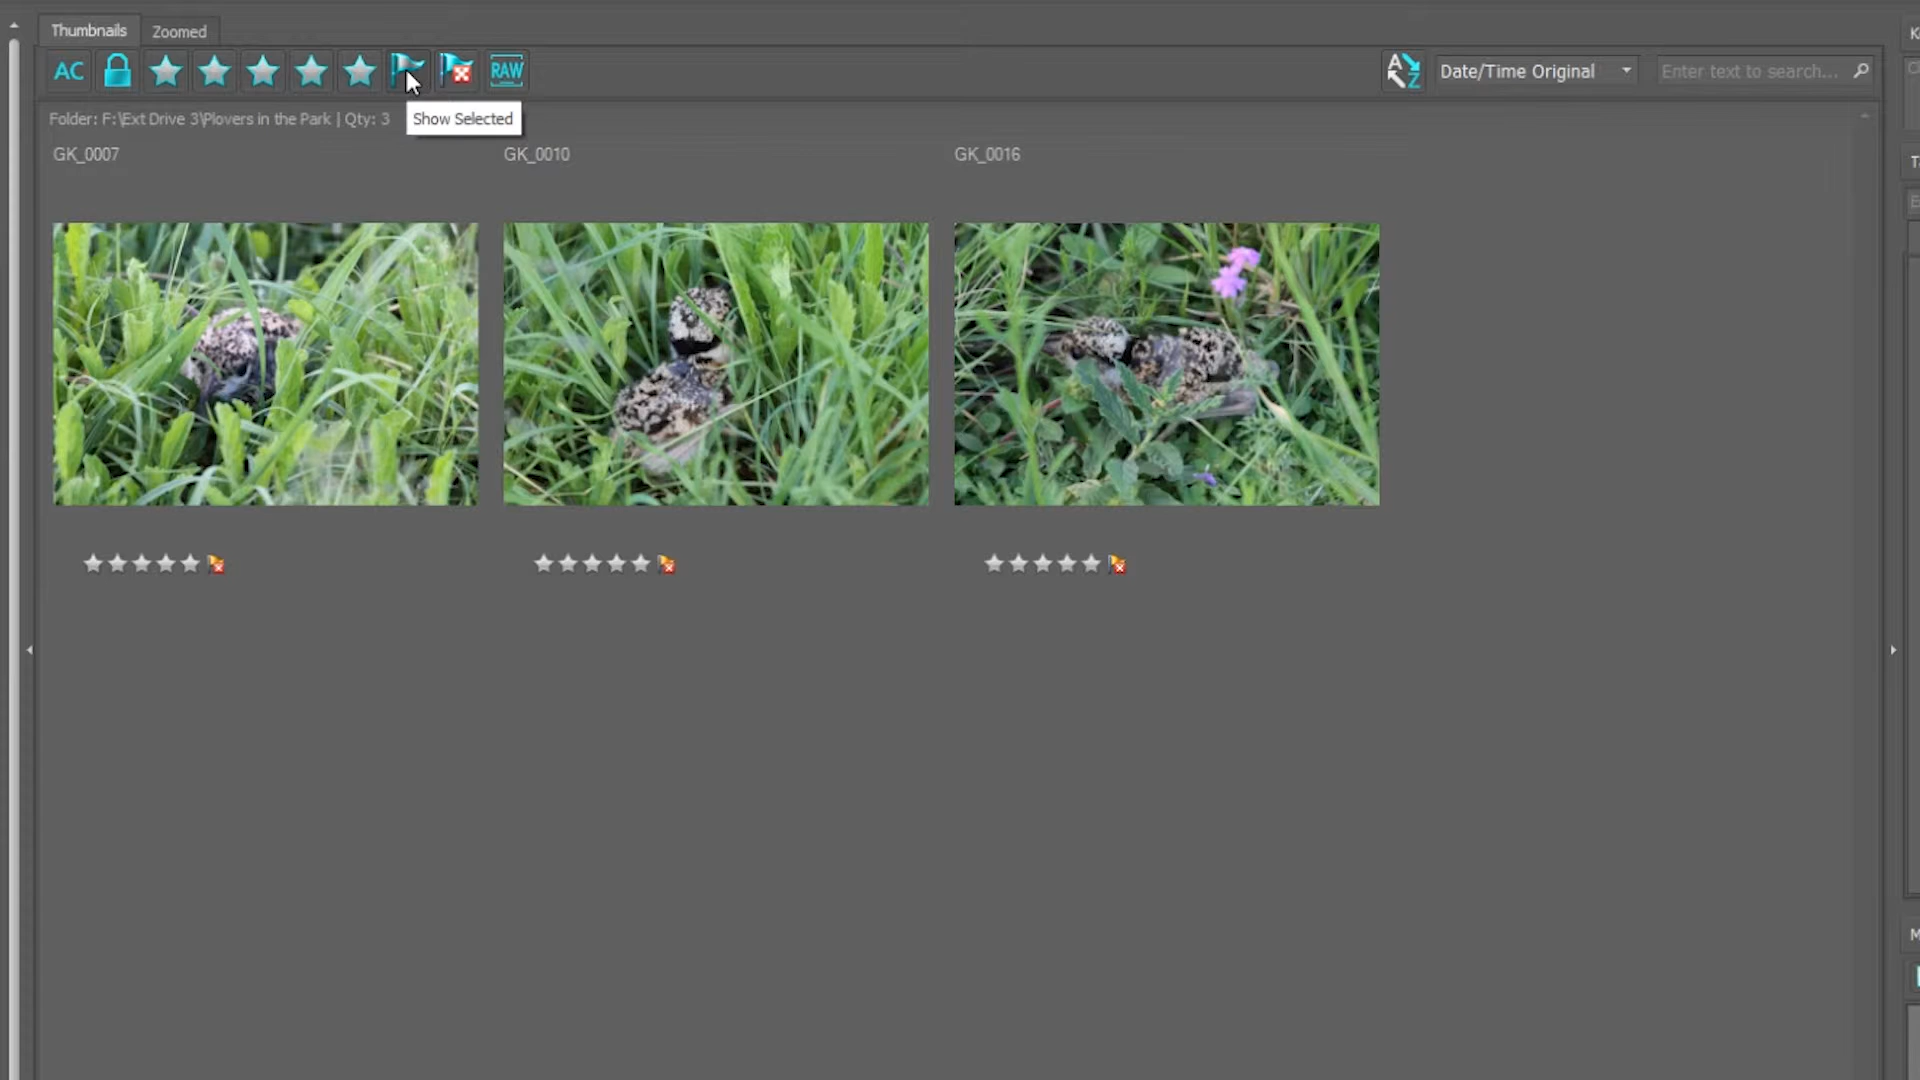 Thumbnails
Zoomed
AC
RAW
Date/Time Original
Enter text to search...
Folder: F:\Ext Drive 3\Plovers in the Park | Qty: 3
Show Selected
GK_0007
GK_0010
GK_0016